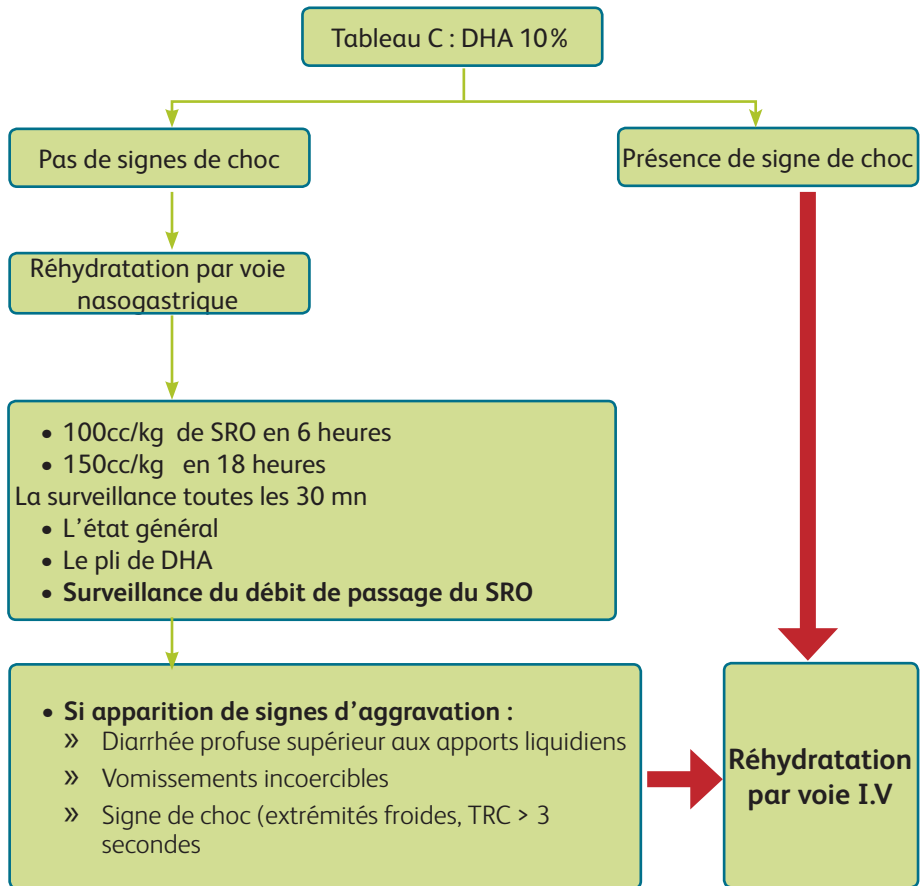 Tableau C : DHA 10%
Pas de signes de choc
Présence de signe de choc
Réhydratation par voie
nasogastrique
• 100cc/kg de SRO en 6 heures
• 150cc/kg en 18 heures
La surveillance toutes les 30 mn
• L'état général
• Le pli de DHA
• Surveillance du débit de passage du SRO
• Si apparition de signes d'aggravation :
» Diarrhée profuse supérieur aux apports liquidiens
» Vomissements incoercibles
» Signe de choc (extrémités froides, TRC > 3
secondes
Réhydratation
par voie I.V